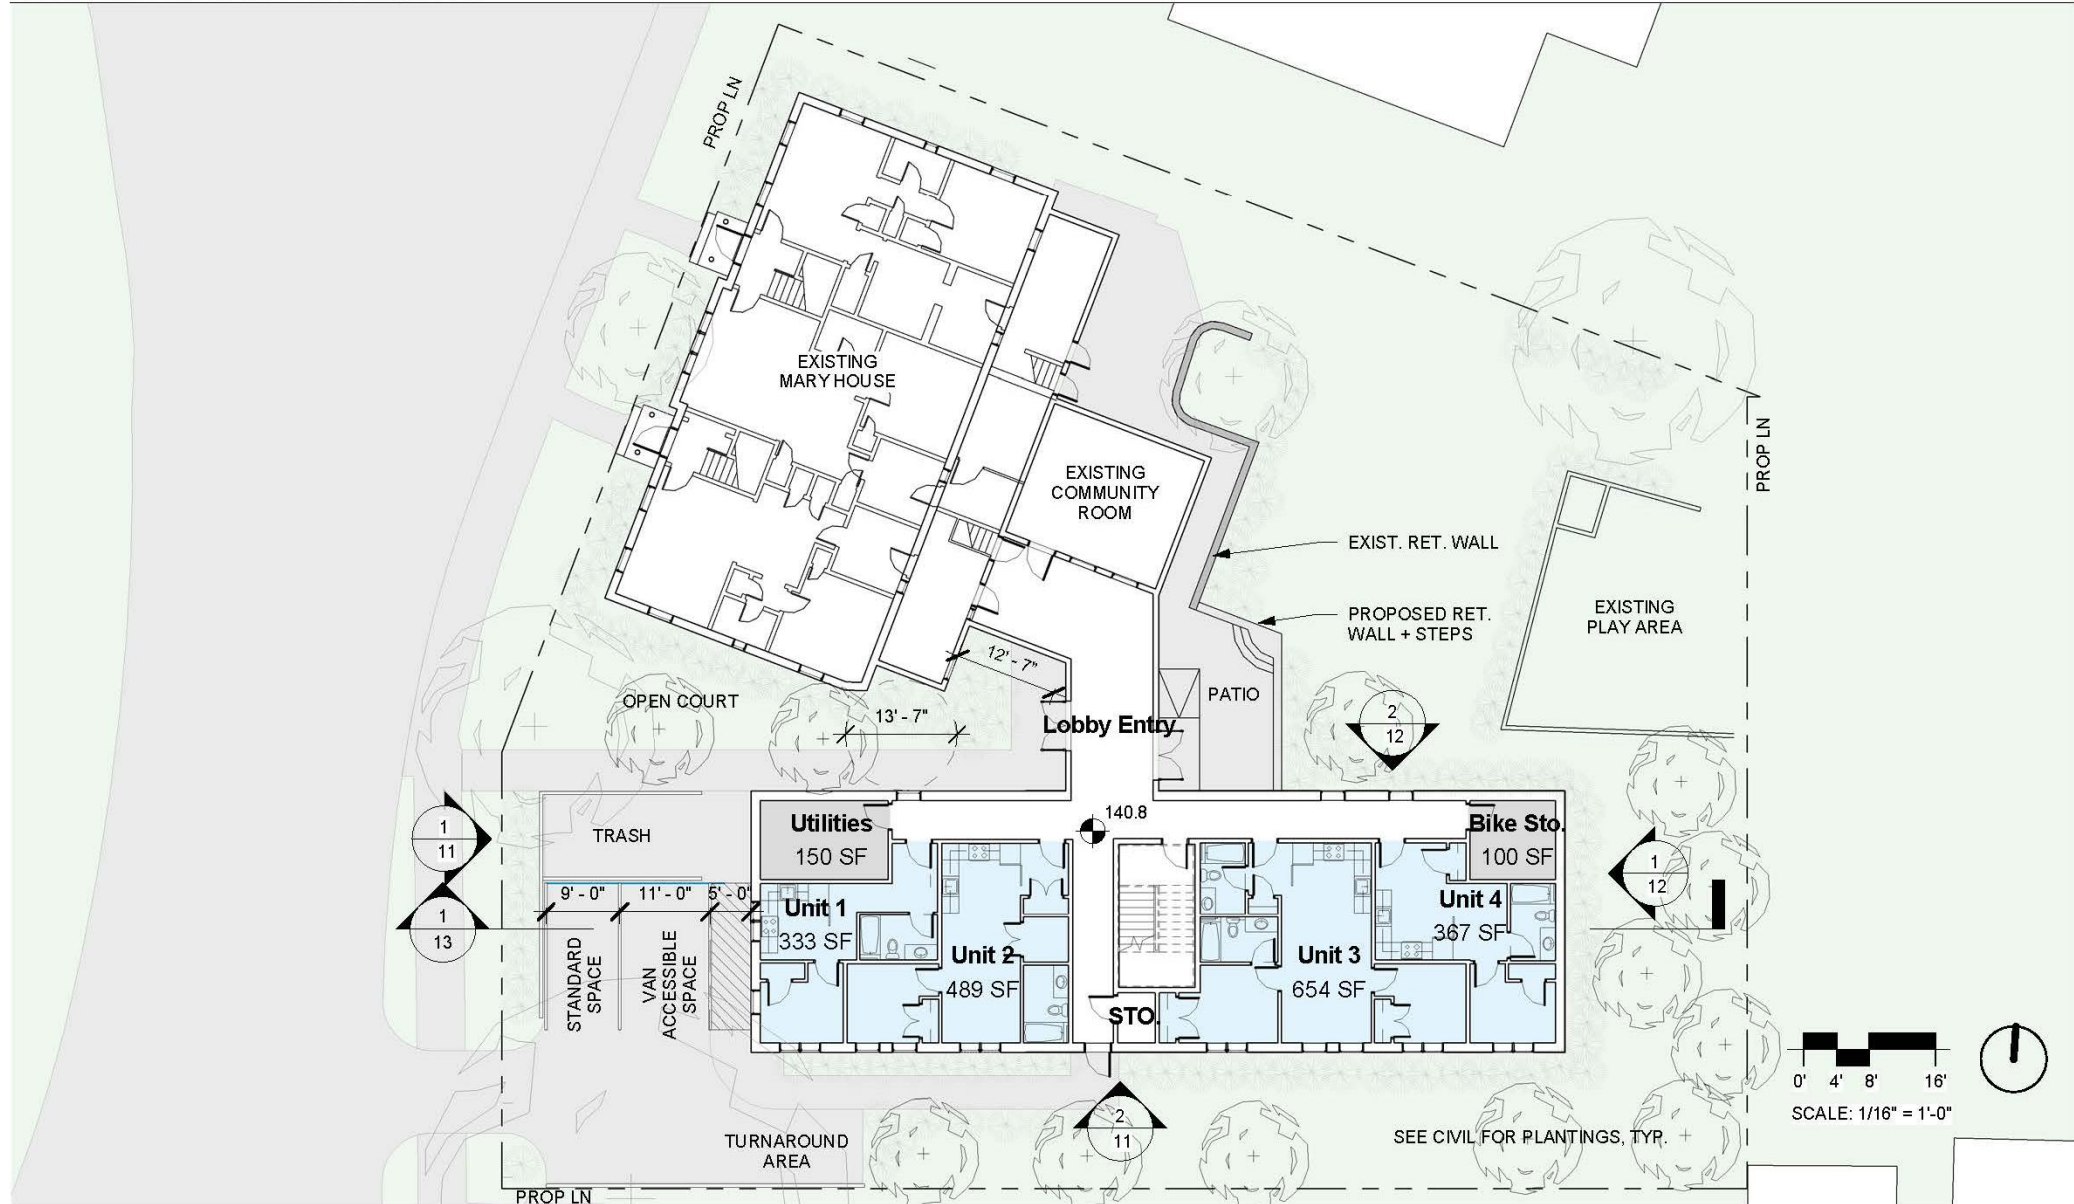 PROP LN
EXISTING
MARY HOUSE
EXISTING
COMMUNITY
ROOM
PROP LN
EXIST. RET. WALL
PROPOSED RET.
WALL + STEPS
EXISTING
PLAY AREA
12' - 7"
OPEN COURT
13' - 7"
Lobby Entry
PATIO
2
12
140.8
1
11
TRASH
Utilities
150 SF
Bike Sto.
100 SF
1
12
9' - 0"
11' - 0"
5' - 0"
1
13
Unit 1
333 SF
Unit 2
489 SF
Unit 3
654 SF
Unit 4
367 SF
STANDARD
SPACE
VAN
ACCESSIBLE
SPACE
STO.
0'
4'
8'
16'
SCALE: 1/16" = 1'-0"
2
11
TURNAROUND
AREA
SEE CIVIL FOR PLANTINGS, TYP.
PROP LN